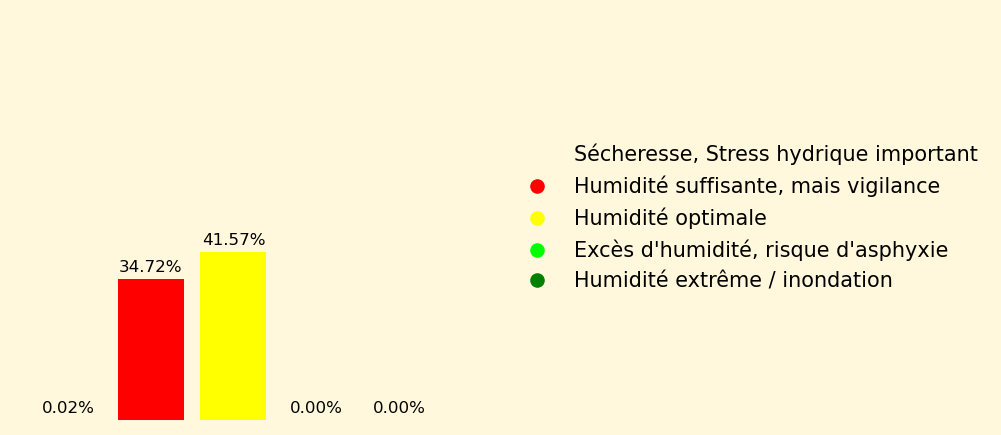 Sécheresse, Stress hydrique important
Humidité suffisante, mais vigilance
Humidité optimale
Excès d'humidité, risque d'asphyxie
Humidité extrême / inondation
41.57%
34.72%
0.02%
0.00%
0.00%